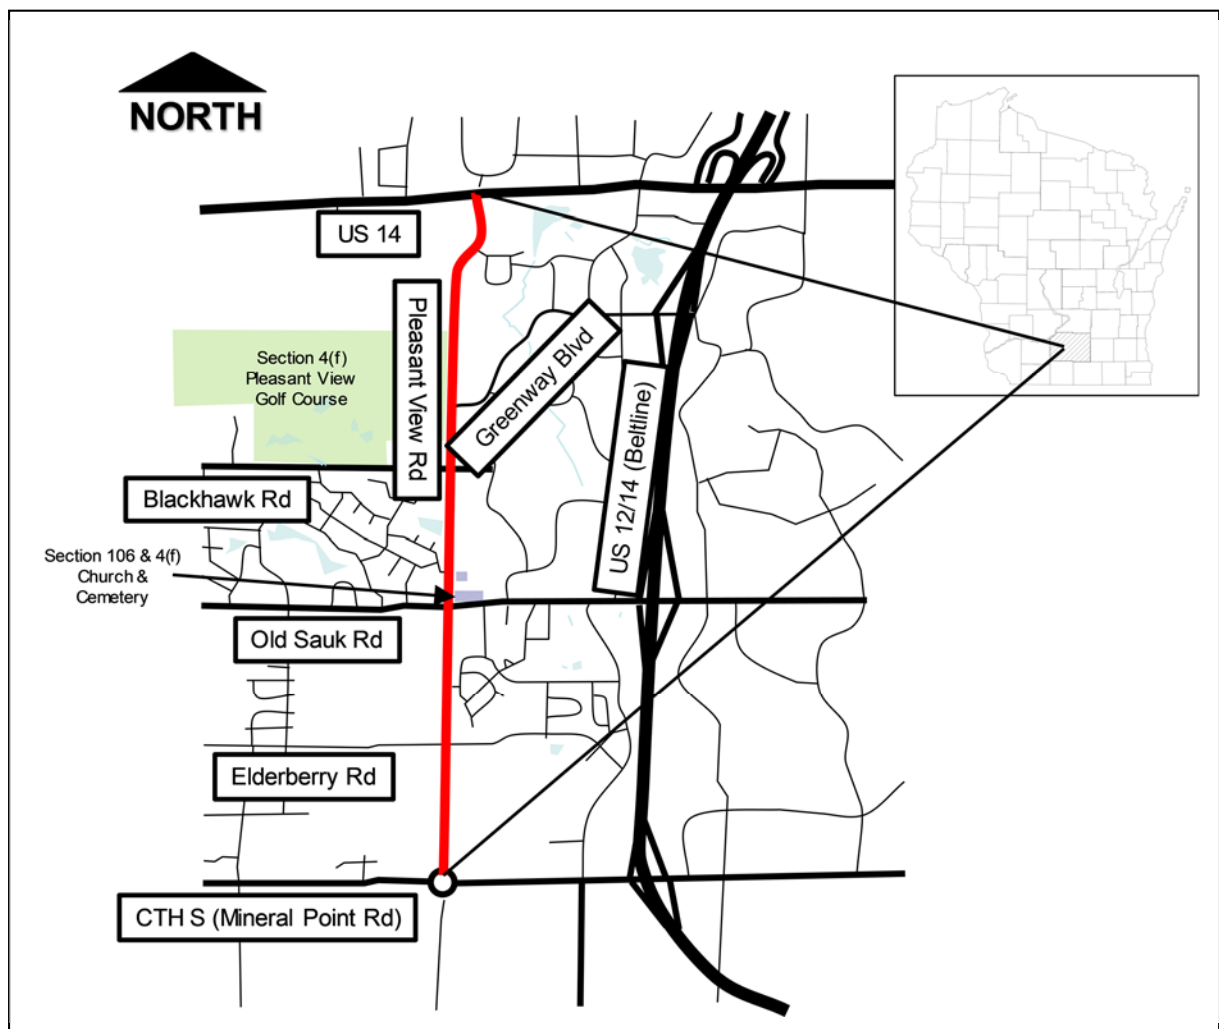 NORTH
US 14
Pleasant View Rd
Greenway Blvd
US 12/14 (Beltline)
Section 4(f)
Pleasant View
Golf Course
Blackhawk Rd
Section 106 & 4(f)
Church &
Cemetery
Old Sauk Rd
Elderberry Rd
CTH S (Mineral Point Rd)